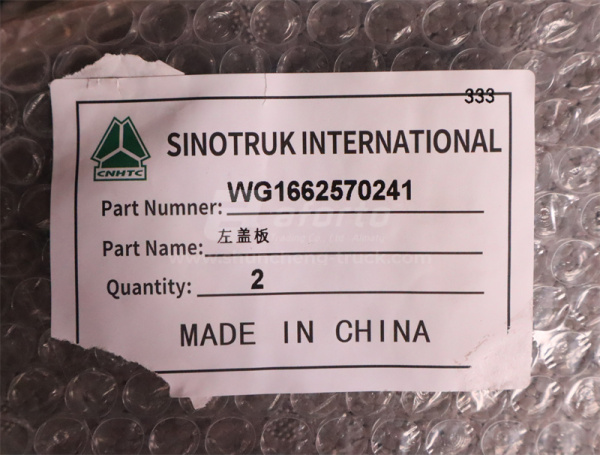 333
SINOTRUK INTERNATIONAL
CNHTC
Part Numner: WG1662570241
Part Name: 左盖板
Quantity: 2
MADE IN CHINA